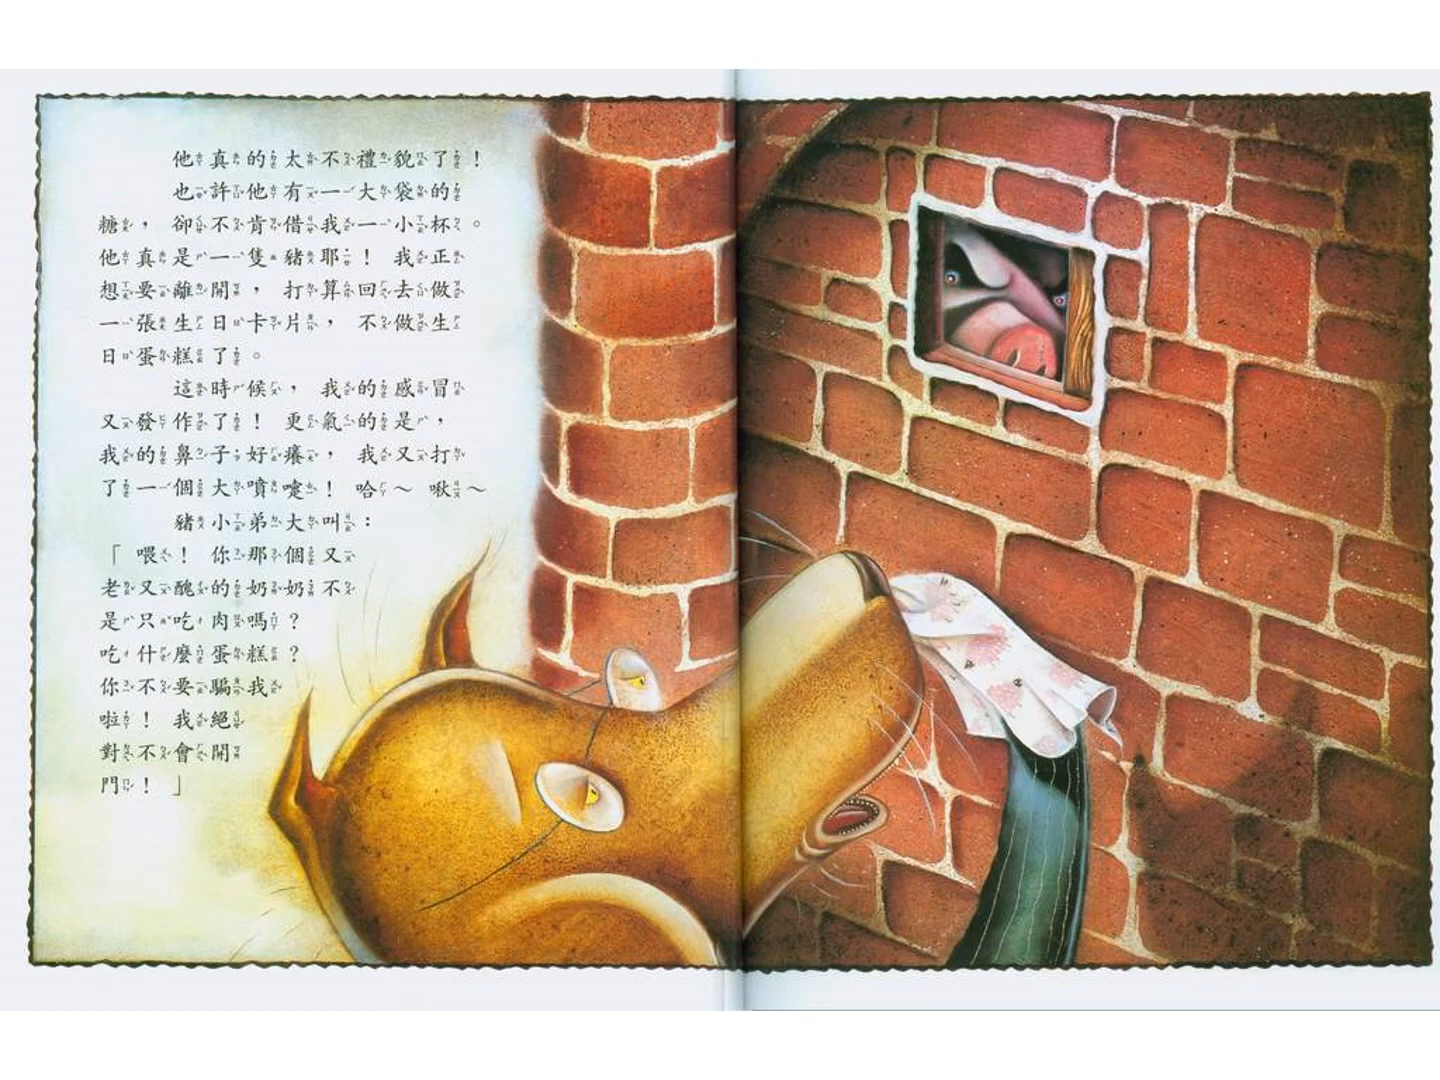 他真的太不禮貌了！
也許他有一大袋的
糖，卻不肯借我一小杯。
他真是一隻豬耶！我正
想要離開，打算回去做
一張生日卡片，不做生
日蛋糕了。
這時候，我的感冒
又發作了！更氣的是，
我的鼻子好癢，我又打
了一個大噴嚏！哈～啾～
豬小弟大叫：
「喂！你那個又
老又醜的奶奶不
是只吃肉嗎？
吃什麼蛋糕？
你不要騙我
啦！我絕
對不會開
門！」